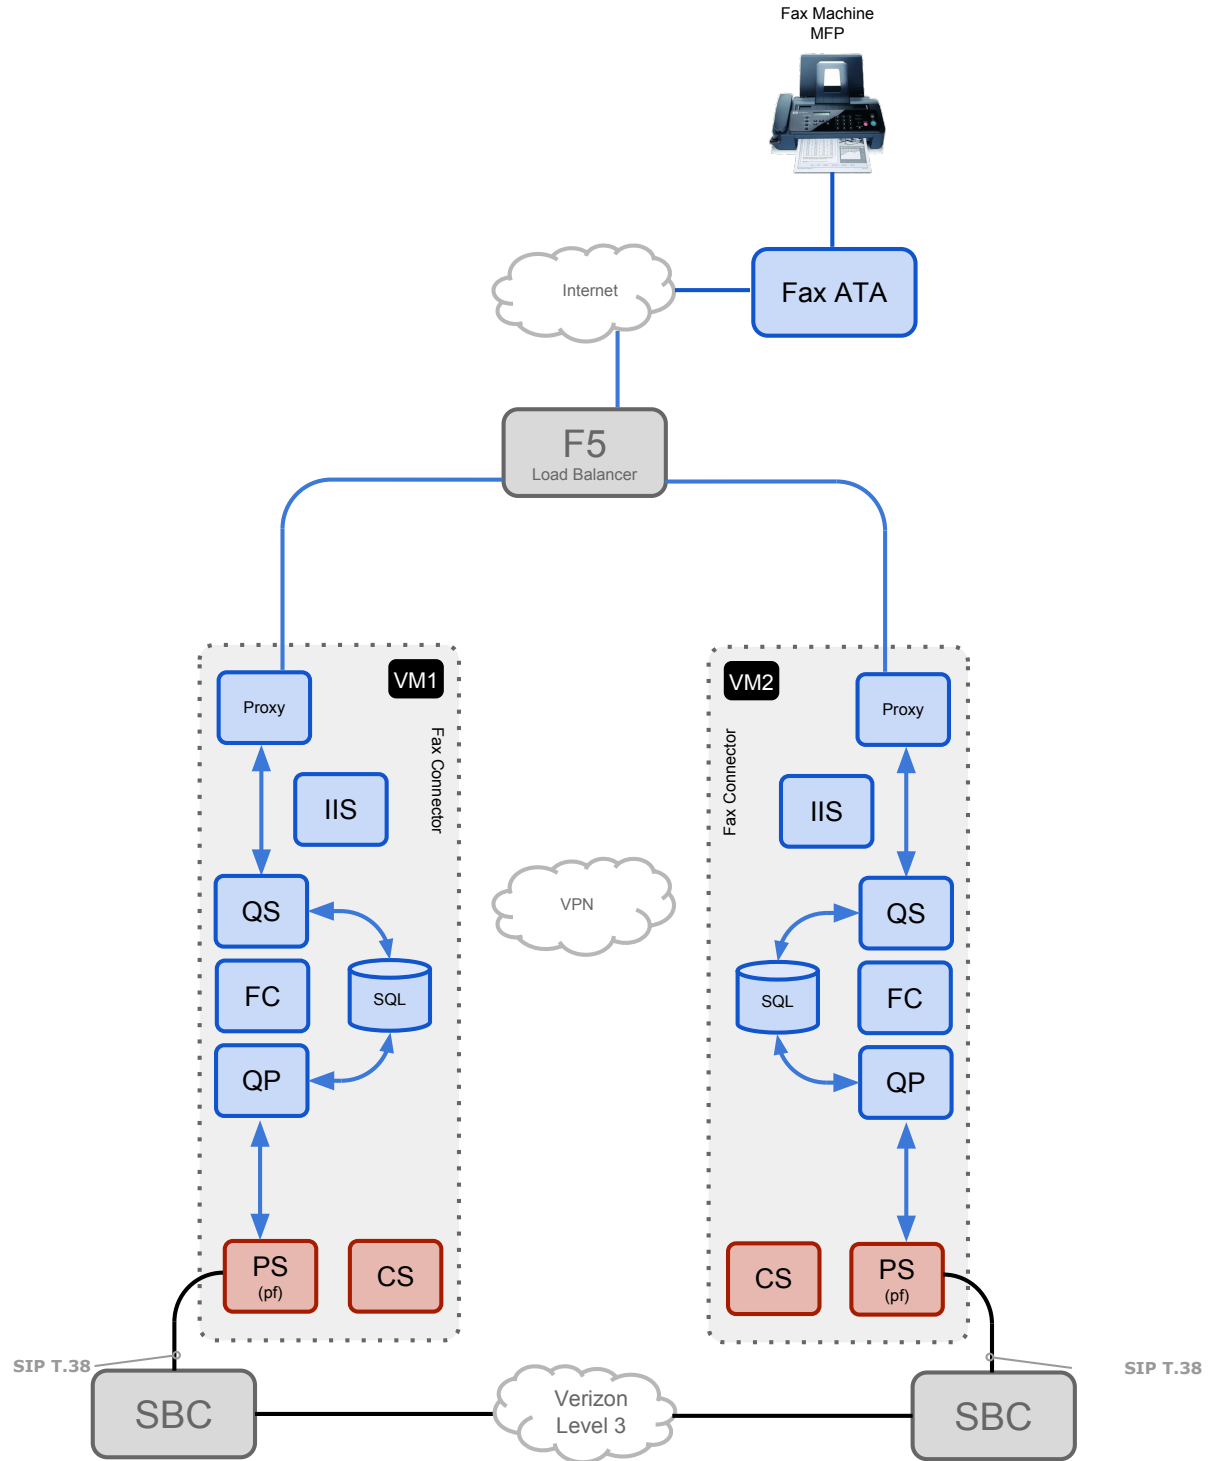 Fax Machine
MFP
Internet
Fax ATA
F5
Load Balancer
VM1
Proxy
Fax Connector
IIS
QS
FC
SQL
QP
PS
(pf)
CS
VPN
VM2
Proxy
Fax Connector
IIS
QS
SQL
FC
QP
CS
PS
(pf)
SIP T.38
SBC
Verizon
Level 3
SIP T.38
SBC